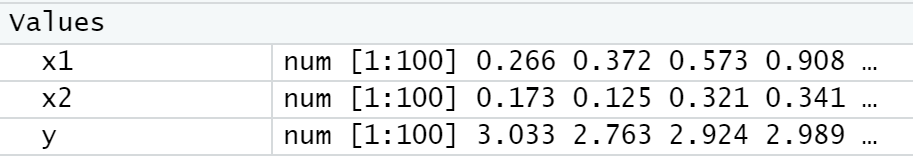 Values
x1 num [1:100] 0.266 0.372 0.573 0.908 …
x2 num [1:100] 0.173 0.125 0.321 0.341 …
y num [1:100] 3.033 2.763 2.924 2.989 …